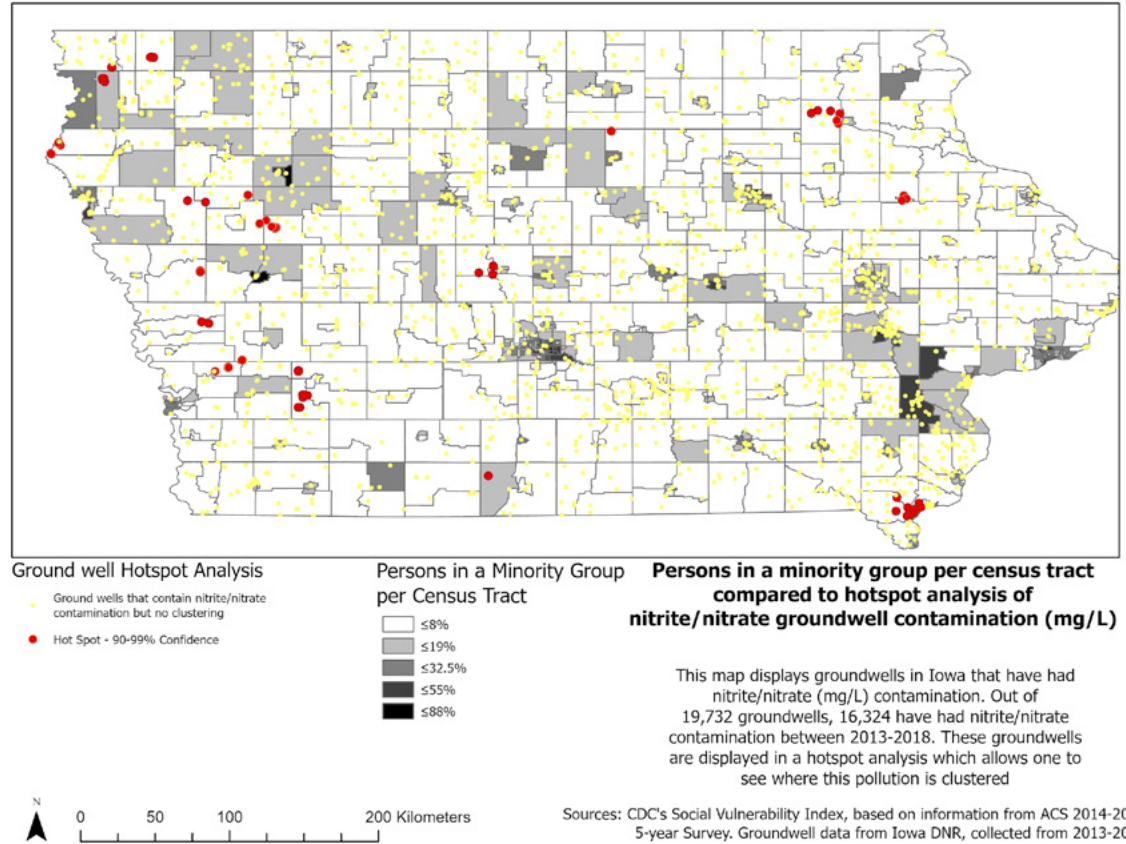 Ground well Hotspot Analysis
Ground wells that contain nitrite/nitrate
contamination but no clustering
Hot Spot - 90-99% Confidence
Persons in a Minority Group
per Census Tract
≤8%
≤19%
≤32.5%
≤55%
≤88%
Persons in a minority group per census tract
compared to hotspot analysis of
nitrite/nitrate groundwell contamination (mg/L)
This map displays groundwells in Iowa that have had
nitrite/nitrate (mg/L) contamination. Out of
19,732 groundwells, 16,324 have had nitrite/nitrate
contamination between 2013-2018. These groundwells
are displayed in a hotspot analysis which allows one to
see where this pollution is clustered
N
0 50 100 200 Kilometers
Sources: CDC's Social Vulnerability Index, based on information from ACS 2014-20
5-year Survey. Groundwell data from Iowa DNR, collected from 2013-20